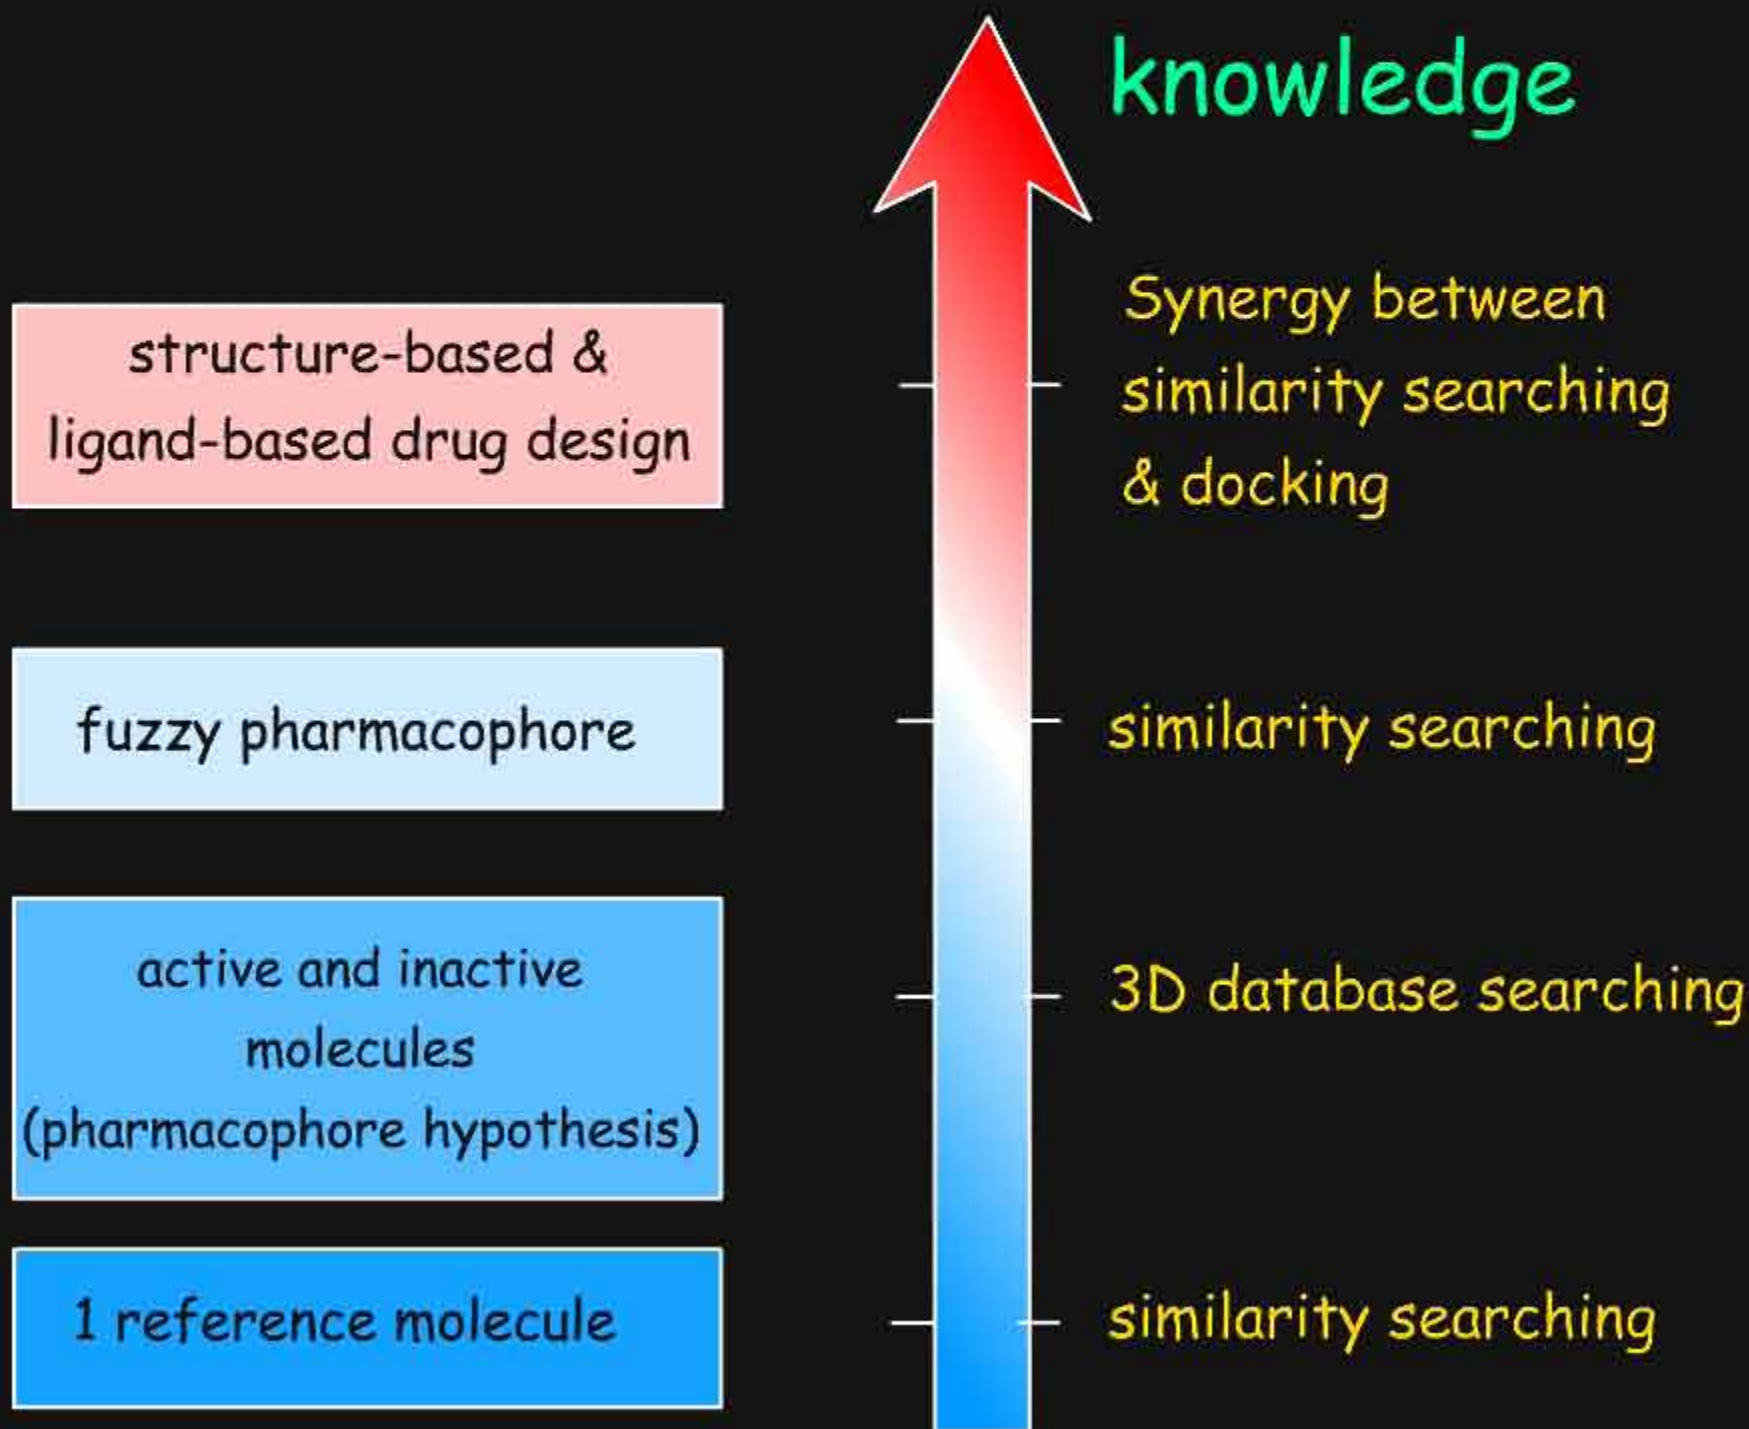 knowledge
structure-based &
ligand-based drug design
Synergy between
similarity searching
& docking
fuzzy pharmacophore
similarity searching
active and inactive
molecules
(pharmacophore hypothesis)
3D database searching
1 reference molecule
similarity searching